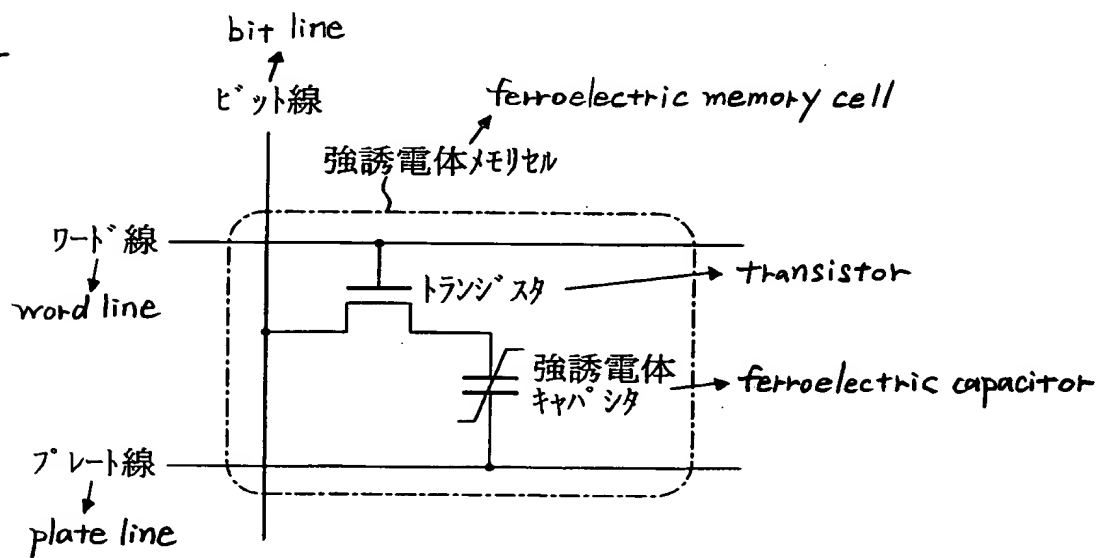 bit line
ビット線
ferroelectric memory cell
強誘電体メモリセル
ワード線
word line
トランジスタ
transistor
強誘電体
キャパシタ
ferroelectric capacitor
プレート線
plate line